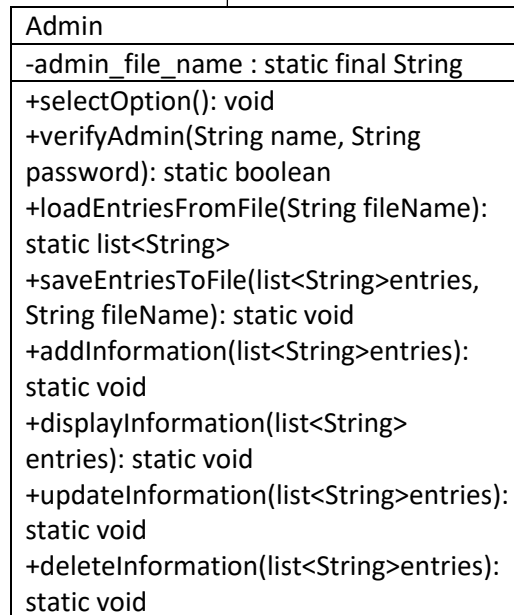 Admin
-admin_file_name : static final String
+selectOption(): void
+verifyAdmin(String name, String
password): static boolean
+loadEntriesFromFile(String fileName):
static list<String>
+saveEntriesToFile(list<String>entries,
String fileName): static void
+addInformation(list<String>entries):
static void
+displayInformation(list<String>
entries): static void
+updateInformation(list<String>entries):
static void
+deleteInformation(list<String>entries):
static void